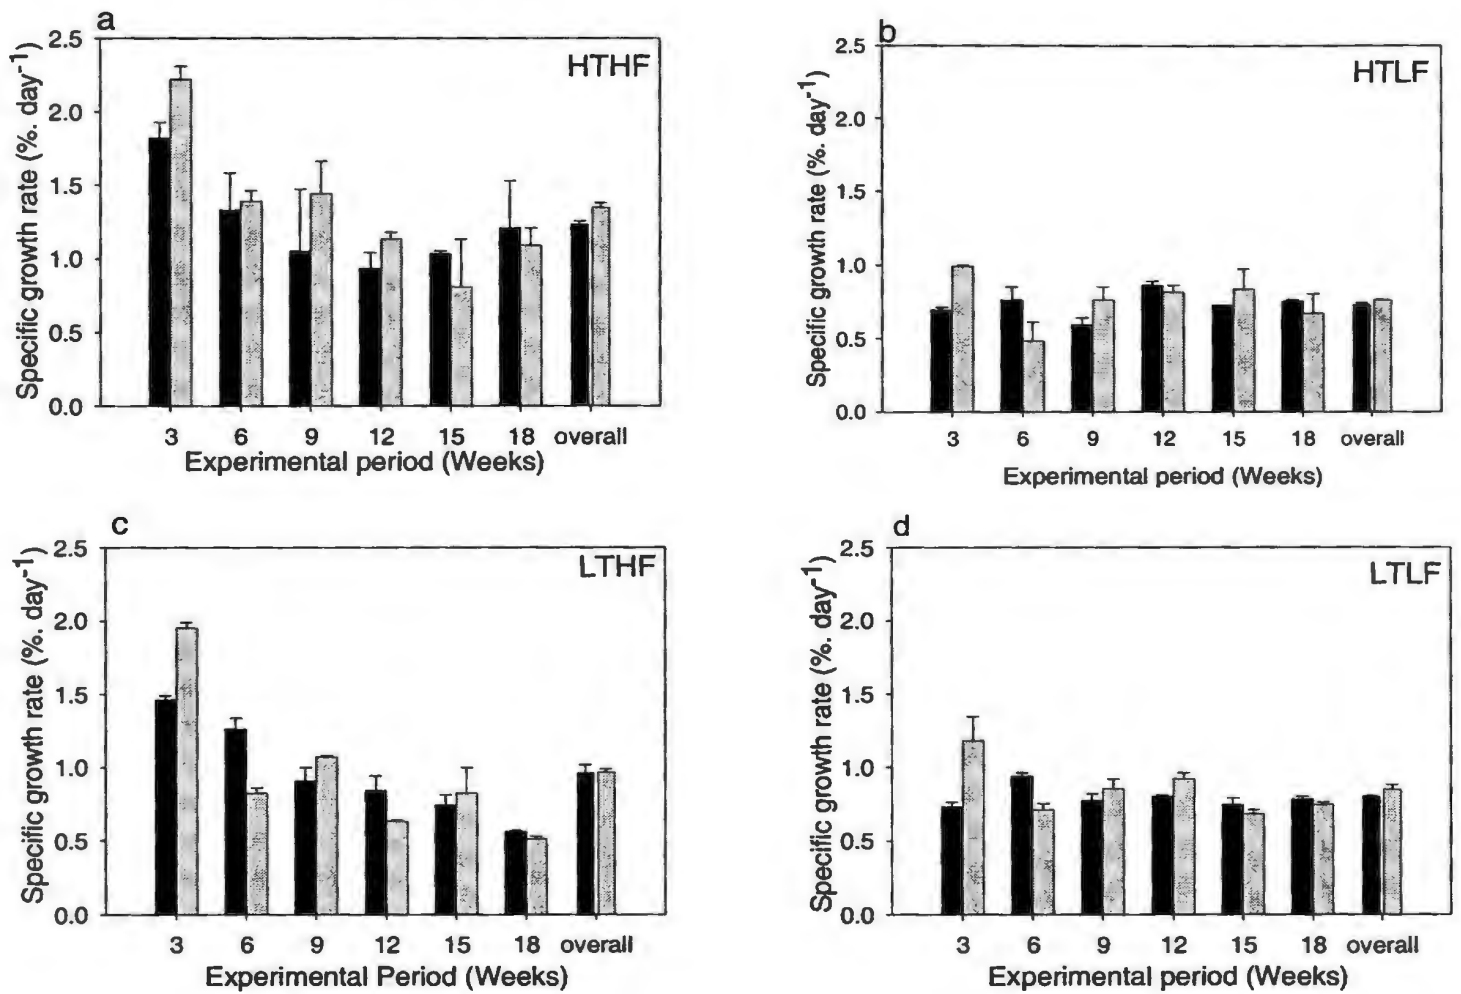 a
HTHF
Specific growth rate (%. day-1)
2.5
2.0
1.5
1.0
0.5
0.0
3 6 9 12 15 18 overall
Experimental period (Weeks)
b
HTLF
Specific growth rate (%. day-1)
2.5
2.0
1.5
1.0
0.5
0.0
3 6 9 12 15 18 overall
Experimental period (Weeks)
c
LTHF
Specific growth rate (%. day-1)
2.5
2.0
1.5
1.0
0.5
0.0
3 6 9 12 15 18 overall
Experimental Period (Weeks)
d
LTLF
Specific growth rate (%. day-1)
2.5
2.0
1.5
1.0
0.5
0.0
3 6 9 12 15 18 overall
Experimental period (Weeks)